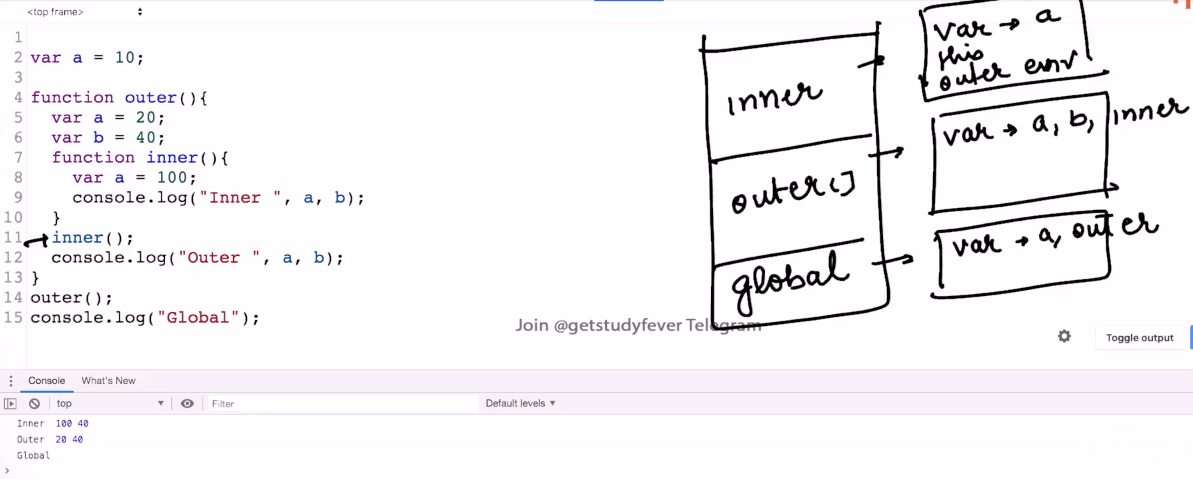 <top frame>
1
2 var a = 10;
3
4 function outer(){
5 var a = 20;
6 var b = 40;
7 function inner(){
8 var a = 100;
9 console.log("Inner ", a, b);
10 }
11 inner();
12 console.log("Outer ", a, b);
13 }
14 outer();
15 console.log("Global");
inner
outer()
global
var → a
this
outer env
var → a, b, inner
var → a, outer
Join @getstudyfever Telegram
Toggle output
Console What's New
top Filter Default levels
Inner 100 40
Outer 20 40
Global